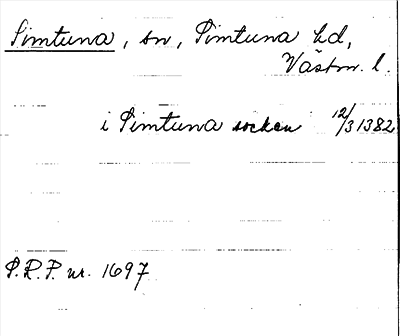 Simtuna, sn, Simtuna hd,
Västm. l.
i Simtuna socken 12/3 1382
S.R.P. nr. 1697